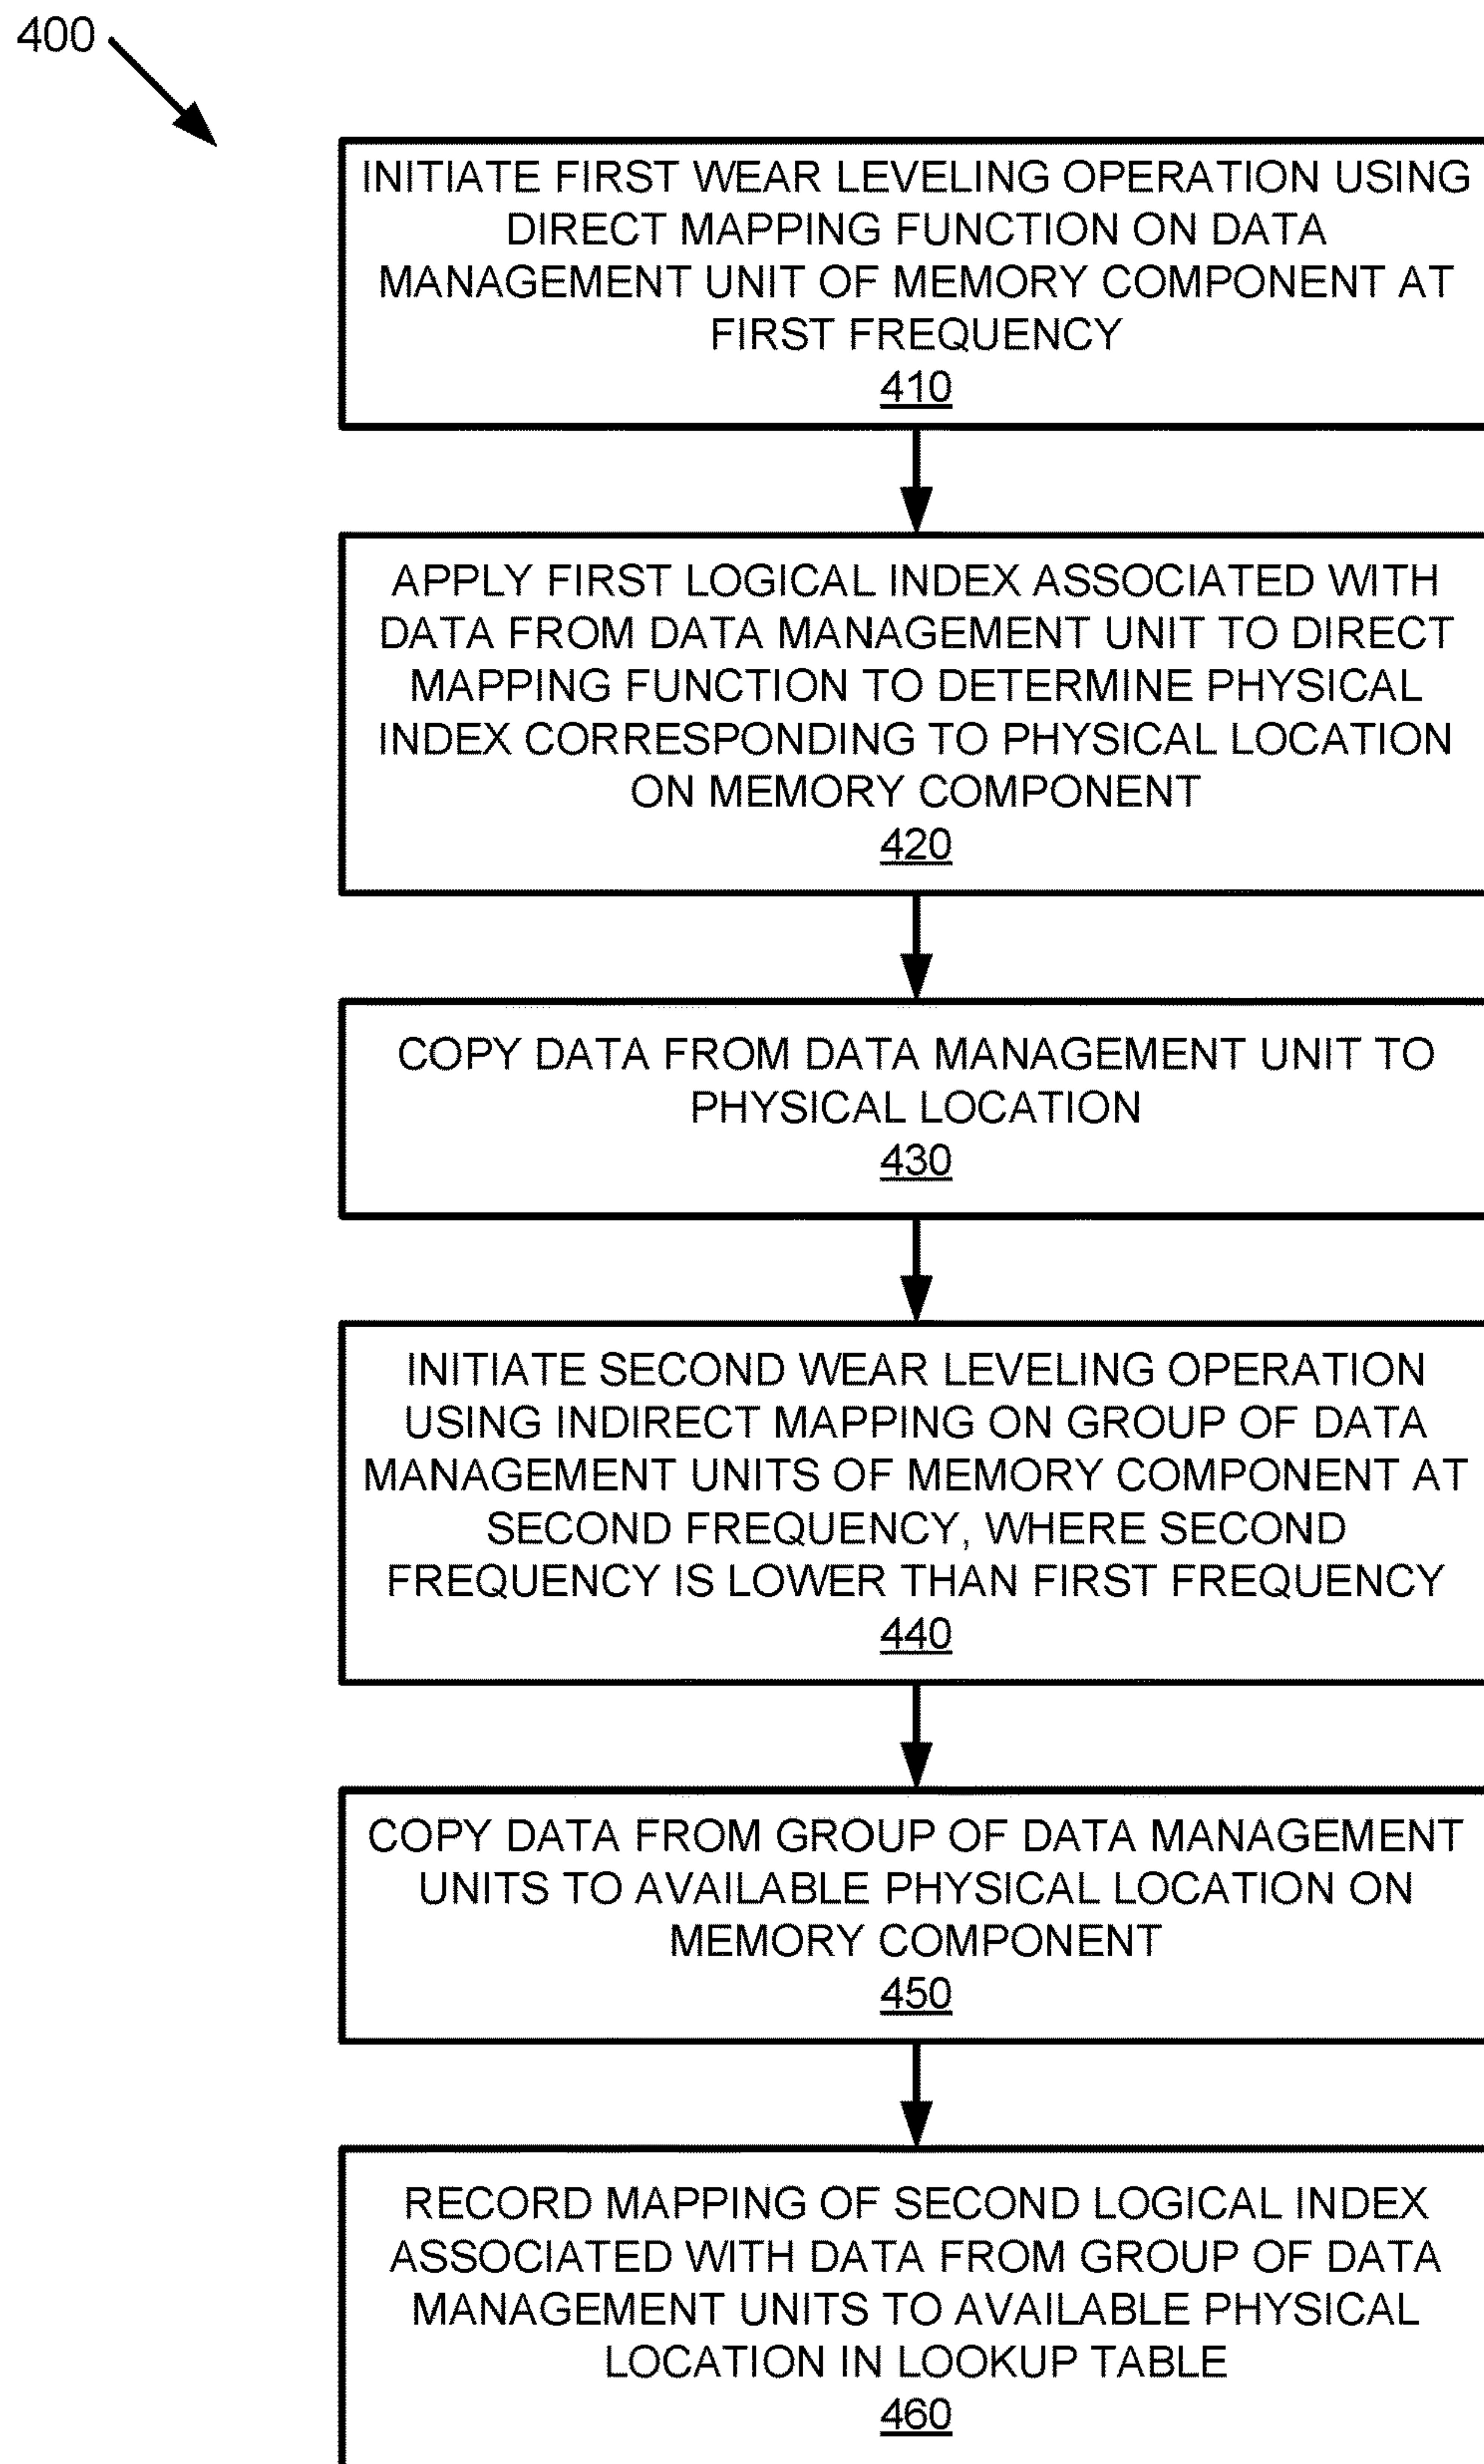 400
INITIATE FIRST WEAR LEVELING OPERATION USING
DIRECT MAPPING FUNCTION ON DATA
MANAGEMENT UNIT OF MEMORY COMPONENT AT
FIRST FREQUENCY
410
APPLY FIRST LOGICAL INDEX ASSOCIATED WITH
DATA FROM DATA MANAGEMENT UNIT TO DIRECT
MAPPING FUNCTION TO DETERMINE PHYSICAL
INDEX CORRESPONDING TO PHYSICAL LOCATION
ON MEMORY COMPONENT
420
COPY DATA FROM DATA MANAGEMENT UNIT TO
PHYSICAL LOCATION
430
INITIATE SECOND WEAR LEVELING OPERATION
USING INDIRECT MAPPING ON GROUP OF DATA
MANAGEMENT UNITS OF MEMORY COMPONENT AT
SECOND FREQUENCY, WHERE SECOND
FREQUENCY IS LOWER THAN FIRST FREQUENCY
440
COPY DATA FROM GROUP OF DATA MANAGEMENT
UNITS TO AVAILABLE PHYSICAL LOCATION ON
MEMORY COMPONENT
450
RECORD MAPPING OF SECOND LOGICAL INDEX
ASSOCIATED WITH DATA FROM GROUP OF DATA
MANAGEMENT UNITS TO AVAILABLE PHYSICAL
LOCATION IN LOOKUP TABLE
460